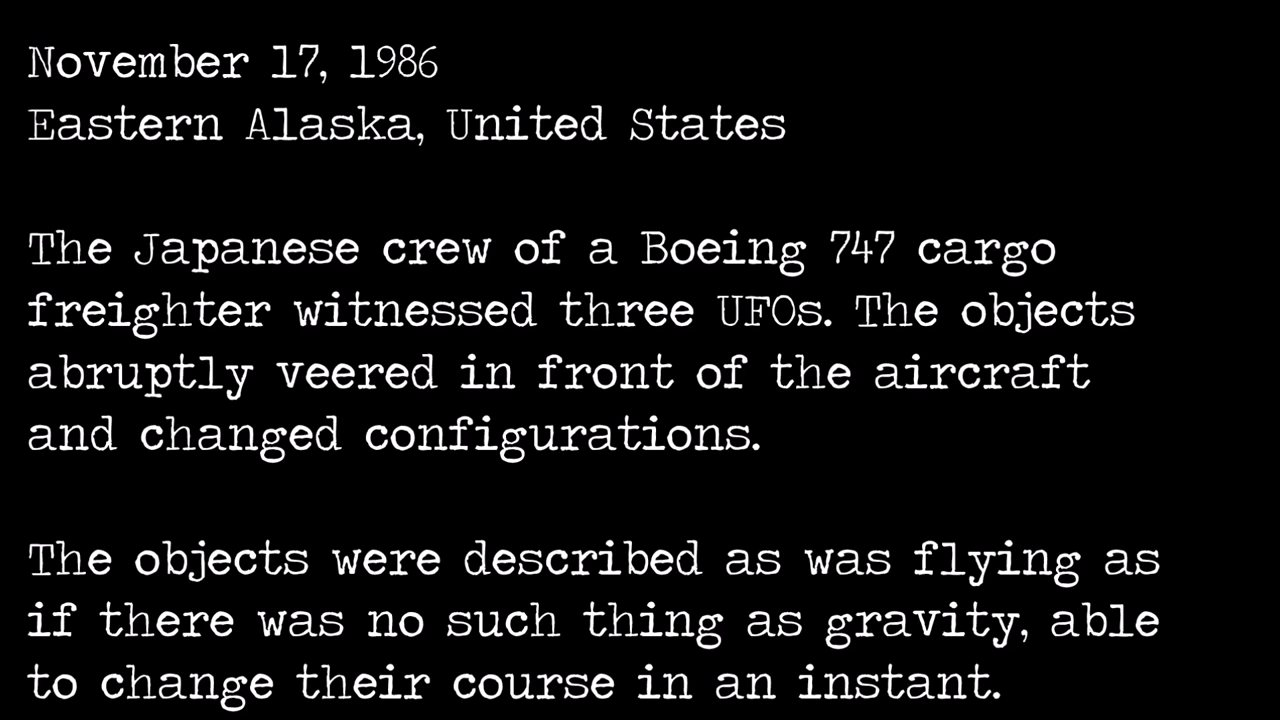 November 17, 1986
Eastern Alaska, United States
The Japanese crew of a Boeing 747 cargo
freighter witnessed three UFOs. The objects
abruptly veered in front of the aircraft
and changed configurations.
The objects were described as was flying as
if there was no such thing as gravity, able
to change their course in an instant.